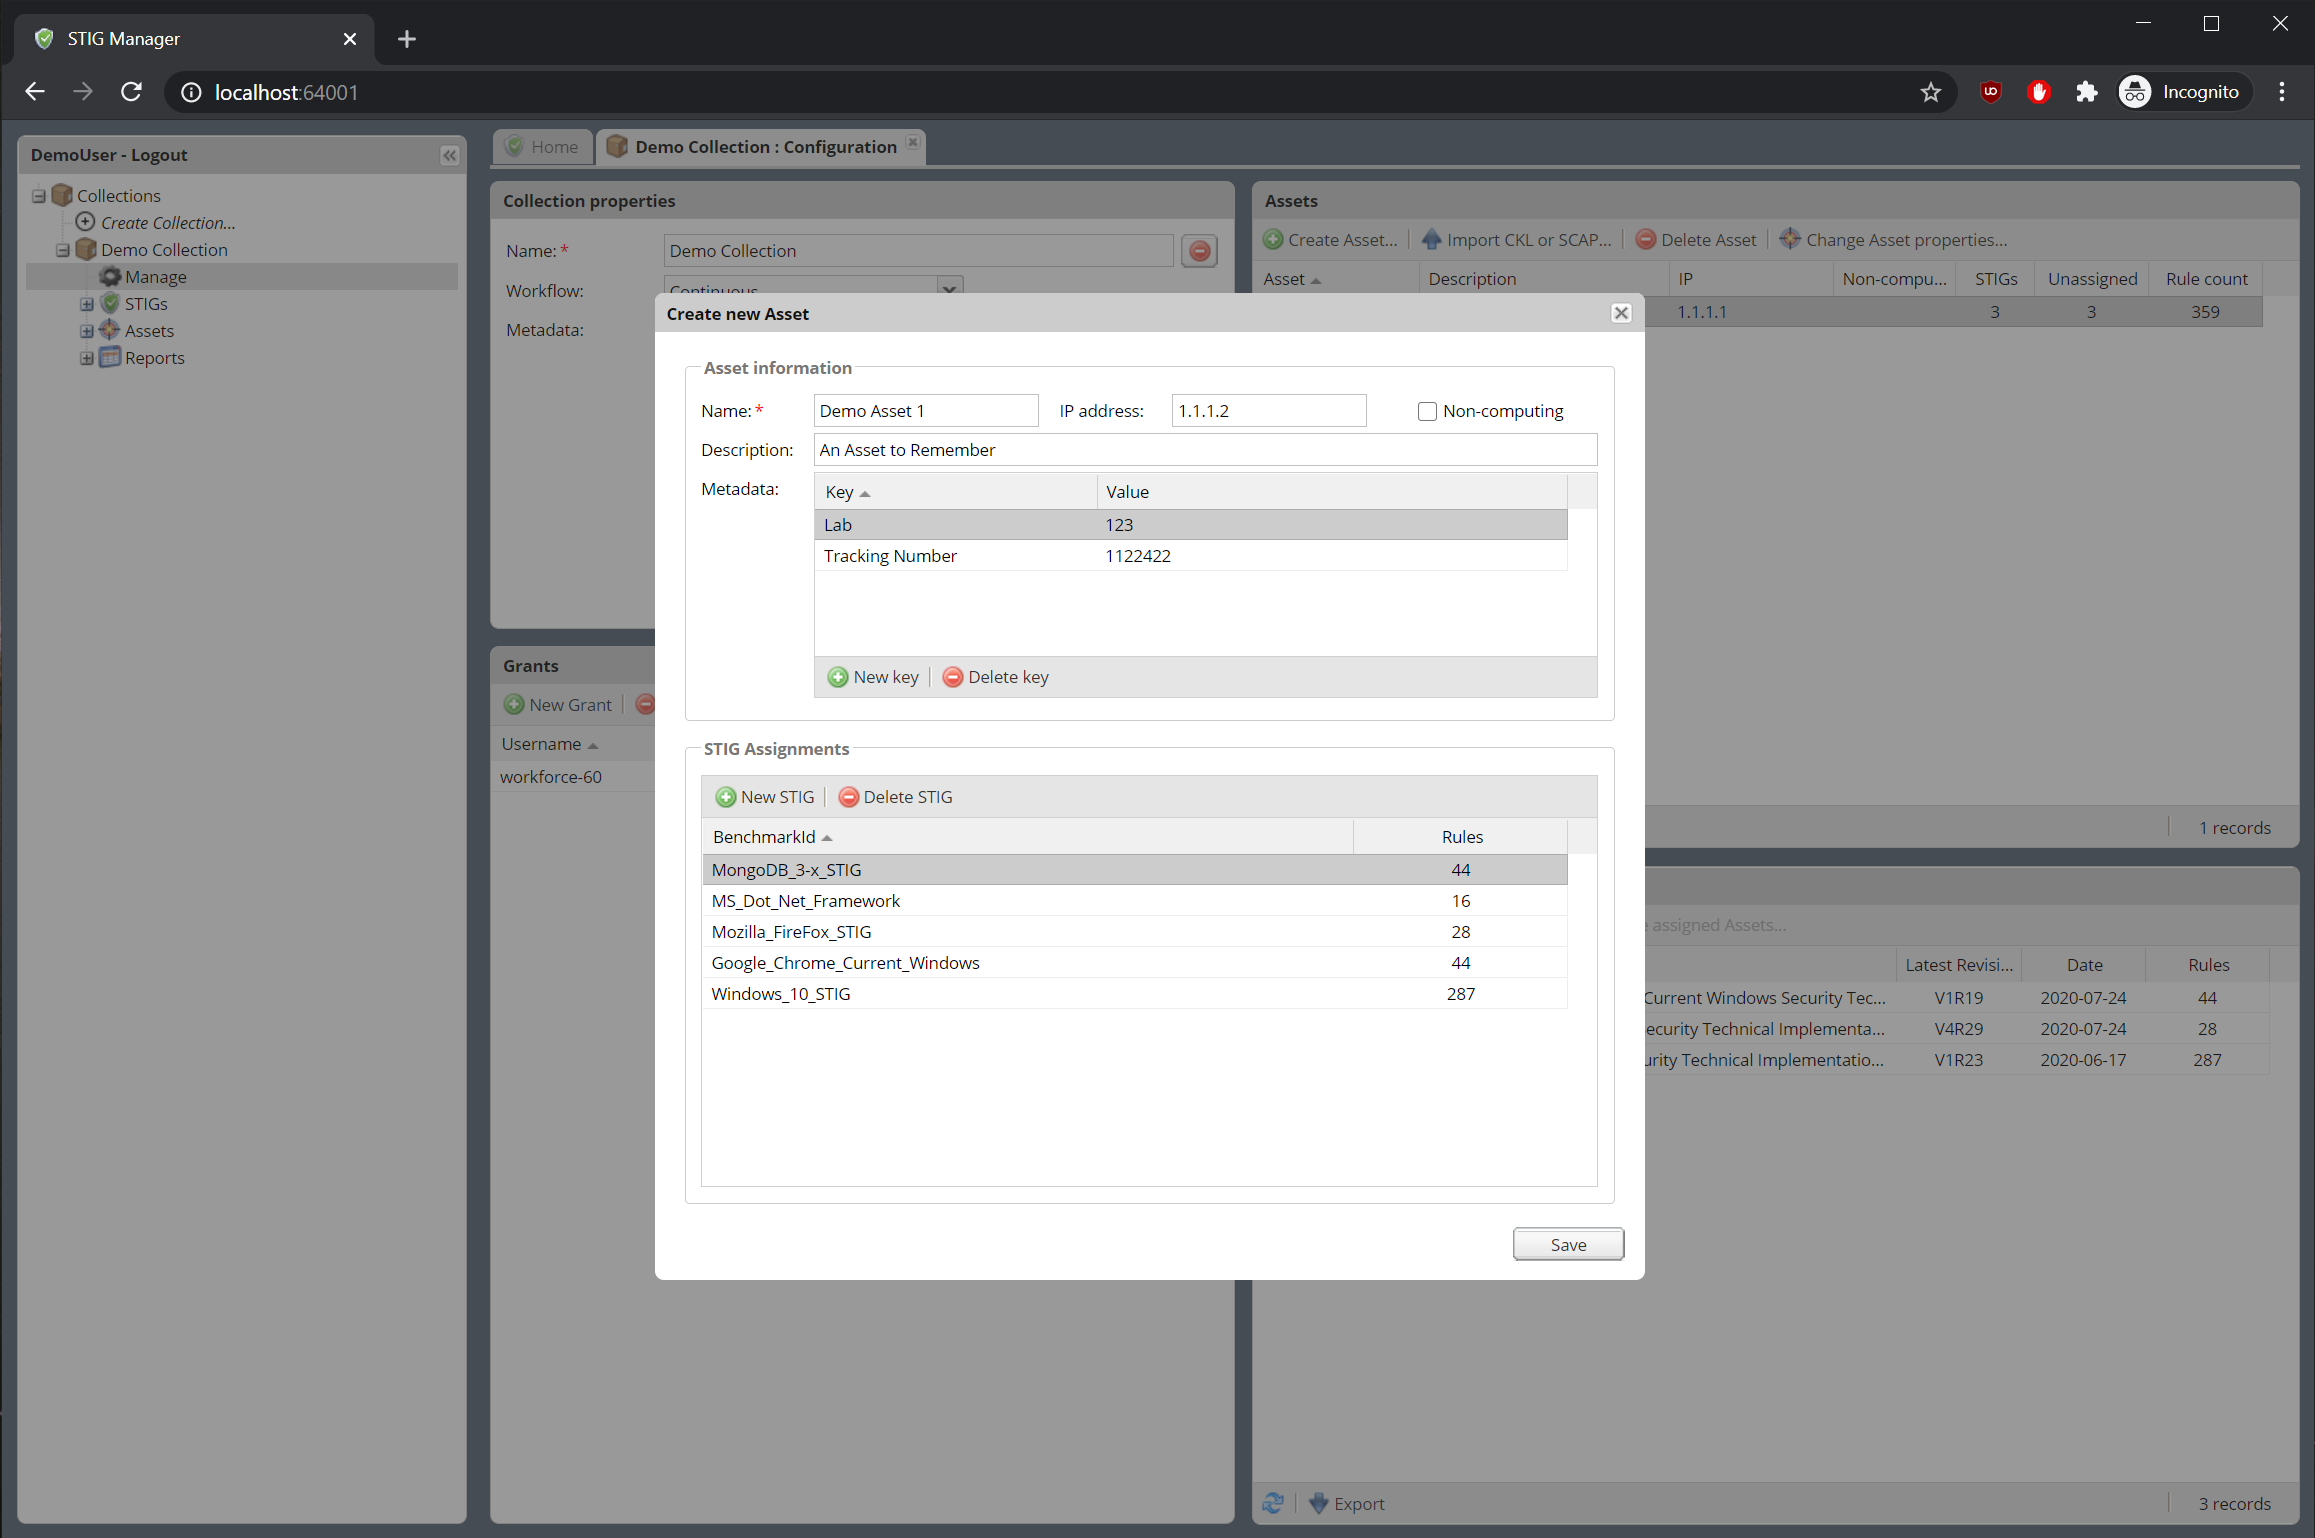 STIG Manager
localhost:64001
Incognito
DemoUser - Logout
Collections
Create Collection...
Demo Collection
Manage
STIGs
Assets
Reports
Home
Demo Collection : Configuration
Collection properties
Name: *
Demo Collection
Workflow:
Continuous
Metadata:
Grants
New Grant
Username
workforce-60
Assets
Create Asset...
Import CKL or SCAP...
Delete Asset
Change Asset properties...
Asset
Description
IP
Non-compu...
STIGs
Unassigned
Rule count
1.1.1.1
3
3
359
1 records
Create new Asset
Asset information
Name: *
Demo Asset 1
IP address:
1.1.1.2
Non-computing
Description:
An Asset to Remember
Metadata:
Key
Value
Lab
123
Tracking Number
1122422
New key
Delete key
STIG Assignments
New STIG
Delete STIG
BenchmarkId
Rules
MongoDB_3-x_STIG
44
MS_Dot_Net_Framework
16
Mozilla_FireFox_STIG
28
Google_Chrome_Current_Windows
44
Windows_10_STIG
287
Save
assigned Assets...
Latest Revisi...
Date
Rules
Current Windows Security Tec...
V1R19
2020-07-24
44
ecurity Technical Implementa...
V4R29
2020-07-24
28
urity Technical Implementatio...
V1R23
2020-06-17
287
Export
3 records